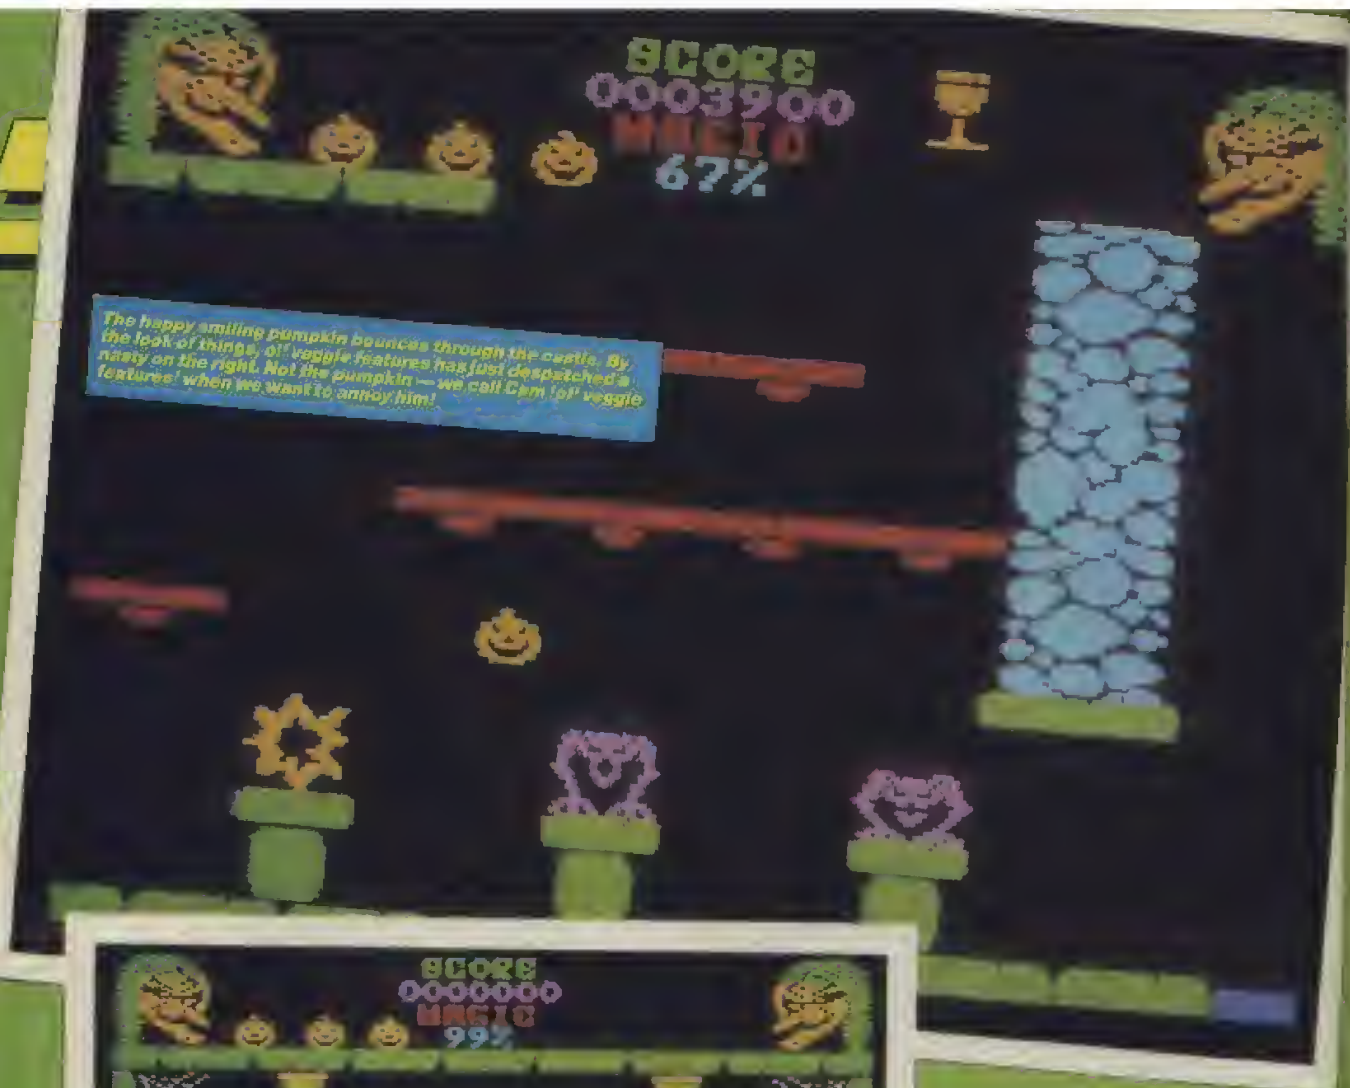 SCORE
0003900
MAGIC
67%
The happy smiling pumpkin bounces through the castle. By
the look of things, ol' veggie features has just despatched a
nasty on the right. Not the pumpkin — we call Cam 'ol' veggie
features' when we want to annoy him!
SCORE
0000000
MAGIC
99%